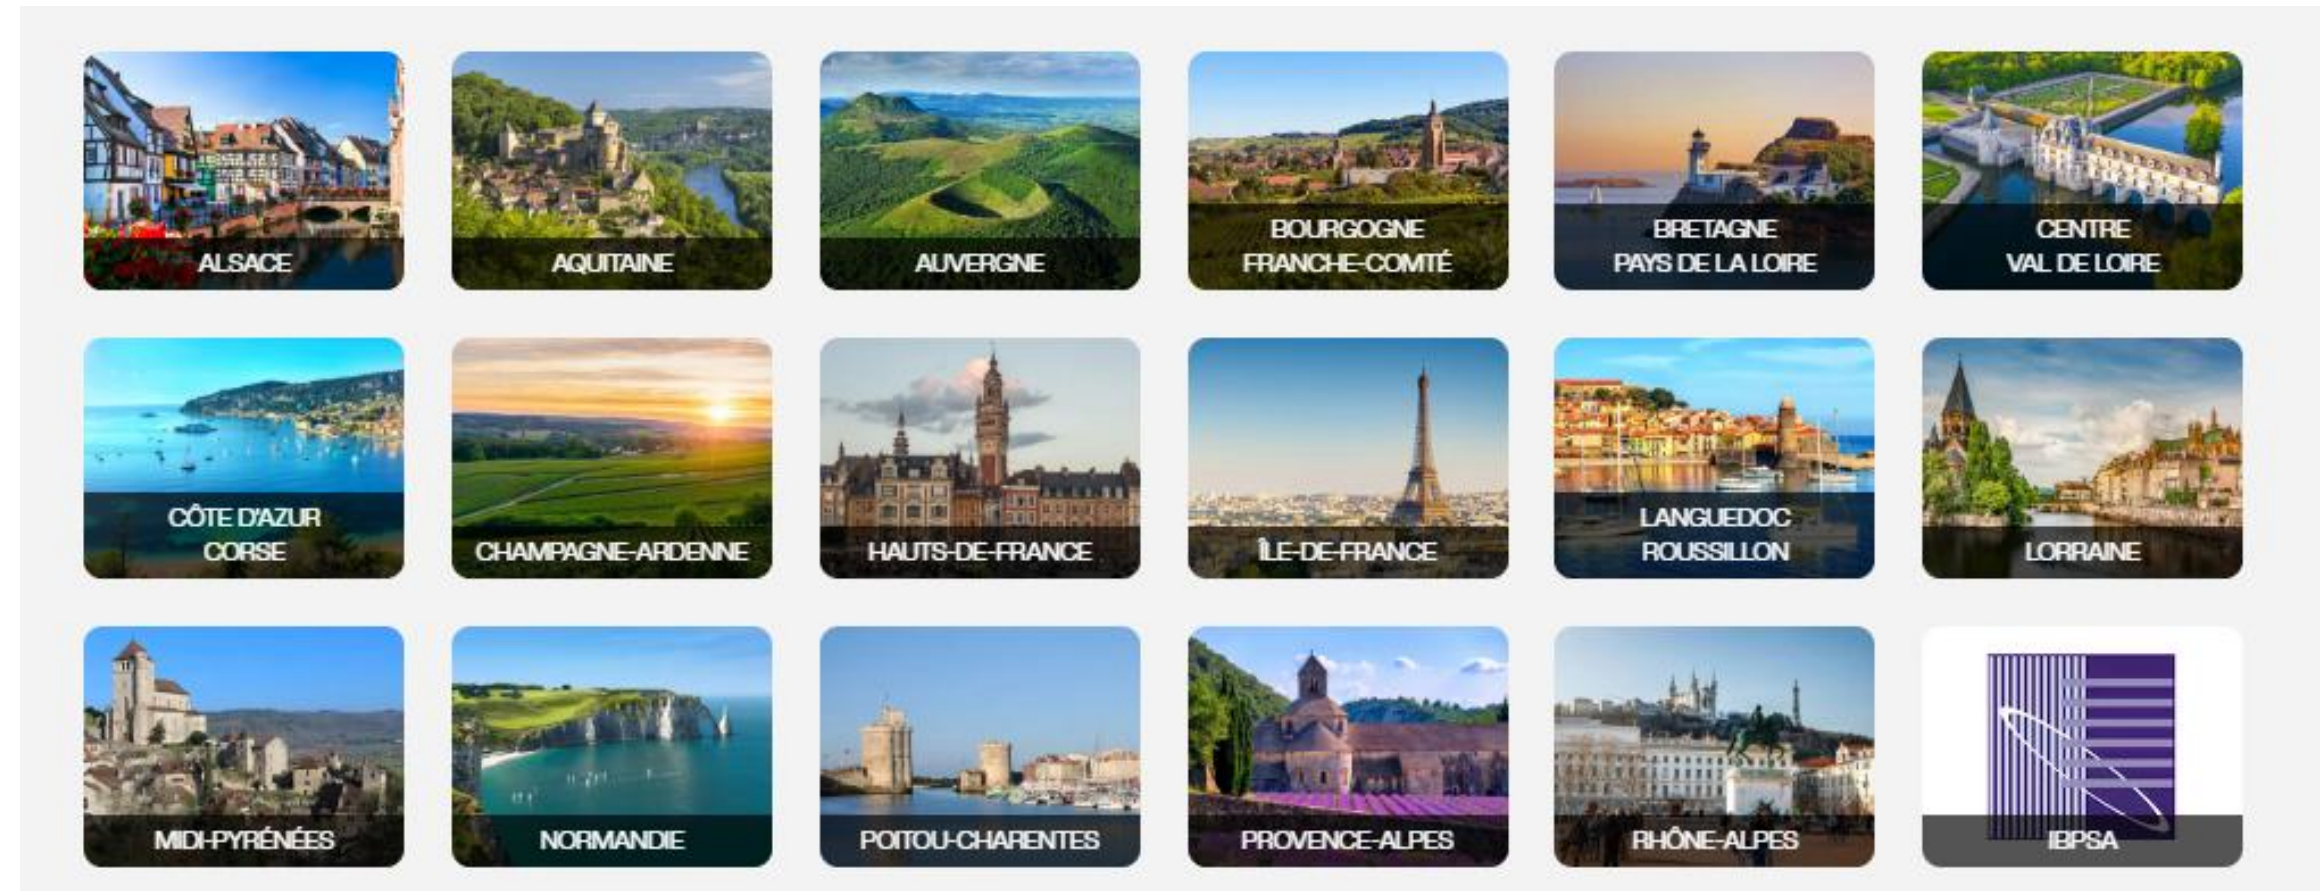 ALSACE
AQUITAINE
AUVERGNE
BOURGOGNE
FRANCHE-COMTÉ
BRETAGNE
PAYS DE LA LOIRE
CENTRE
VAL DE LOIRE
CÔTE D'AZUR
CORSE
CHAMPAGNE-ARDENNE
HAUTS-DE-FRANCE
ÎLE-DE-FRANCE
LANGUEDOC
ROUSSILLON
LORRAINE
MIDI-PYRÉNÉES
NORMANDIE
POITOU-CHARENTES
PROVENCE-ALPES
RHÔNE-ALPES
IBPSA